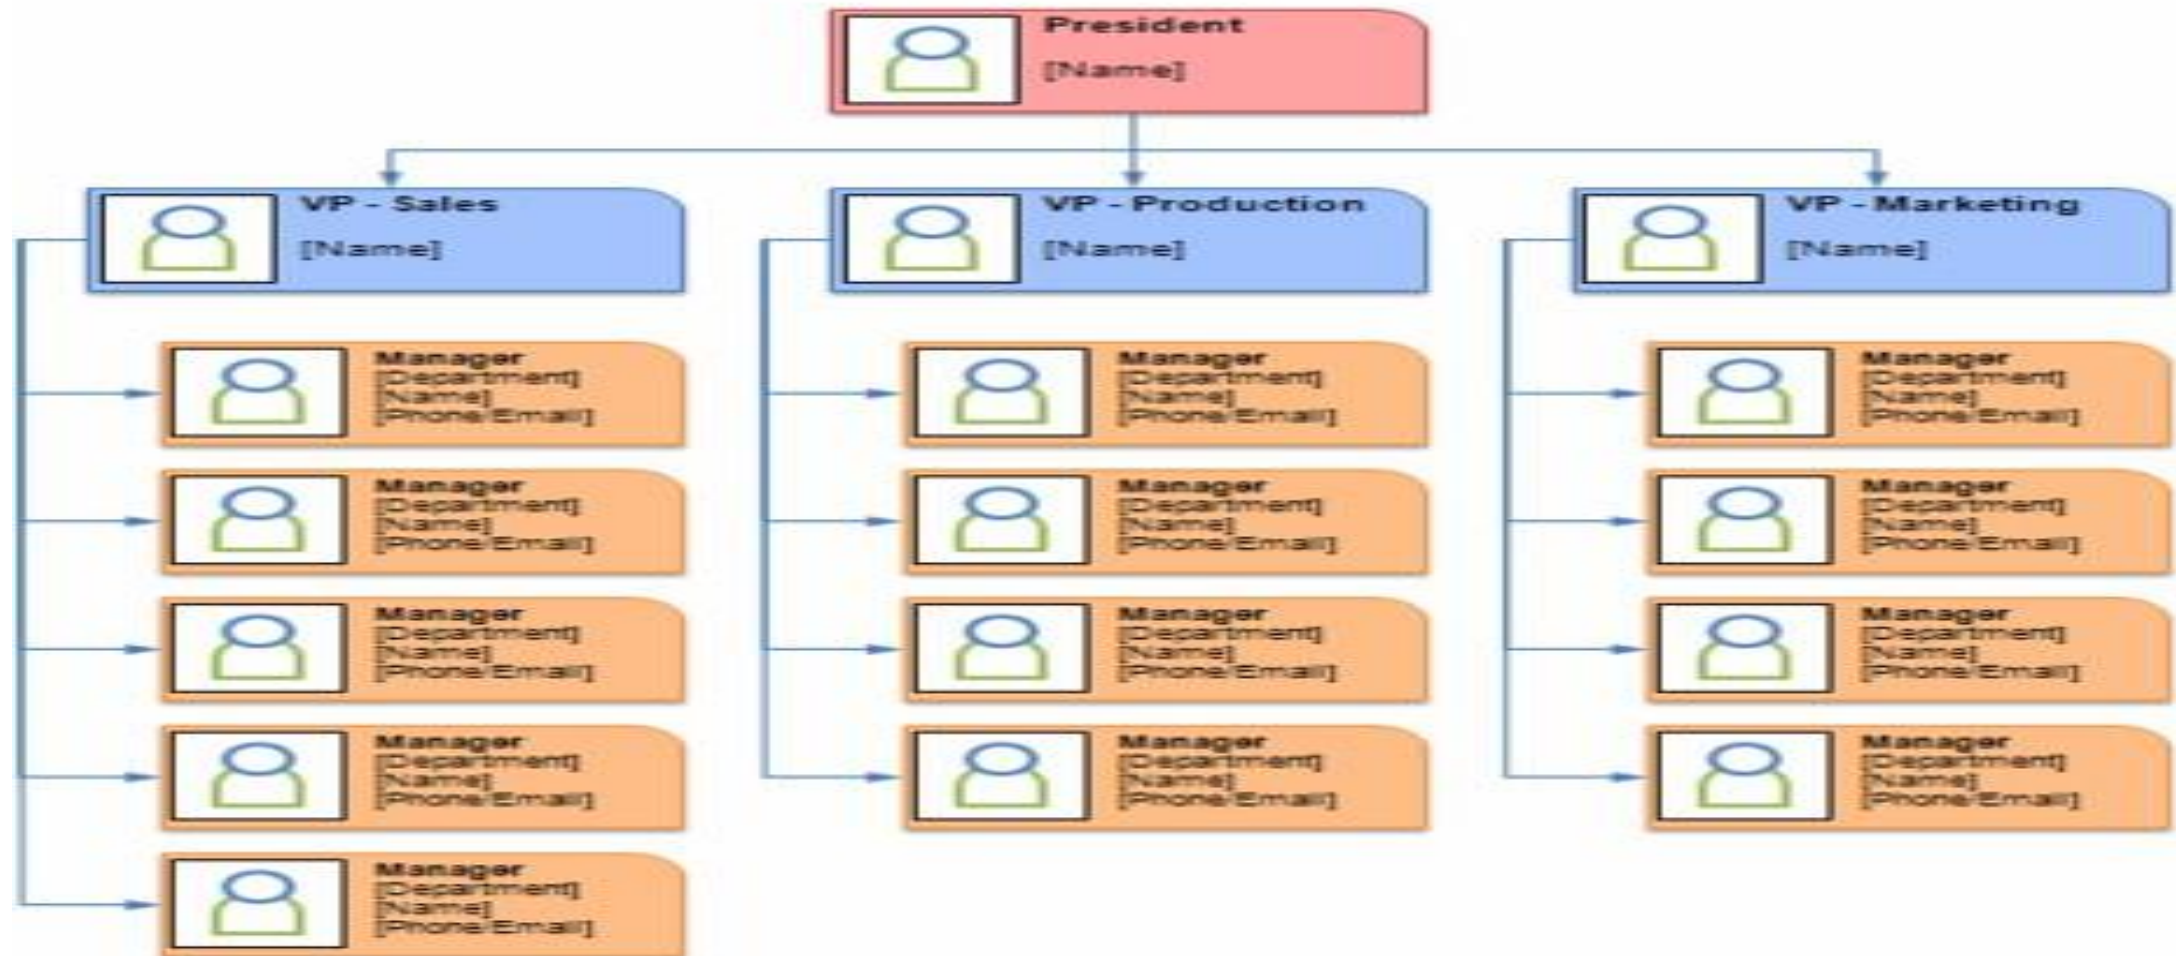 President
[Name]
VP - Sales
[Name]
VP - Production
[Name]
VP - Marketing
[Name]
Manager
[Department]
[Name]
[Phone/Email]
Manager
[Department]
[Name]
[Phone/Email]
Manager
[Department]
[Name]
[Phone/Email]
Manager
[Department]
[Name]
[Phone/Email]
Manager
[Department]
[Name]
[Phone/Email]
Manager
[Department]
[Name]
[Phone/Email]
Manager
[Department]
[Name]
[Phone/Email]
Manager
[Department]
[Name]
[Phone/Email]
Manager
[Department]
[Name]
[Phone/Email]
Manager
[Department]
[Name]
[Phone/Email]
Manager
[Department]
[Name]
[Phone/Email]
Manager
[Department]
[Name]
[Phone/Email]
Manager
[Department]
[Name]
[Phone/Email]